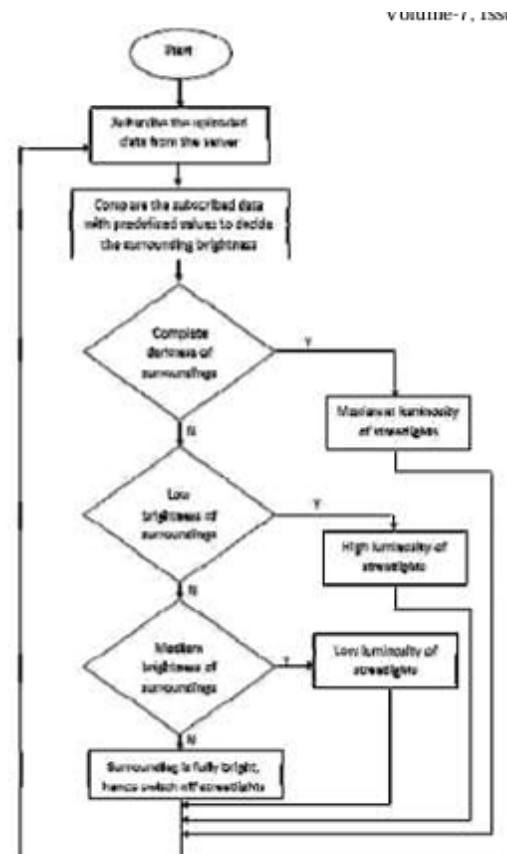 Volume-7, Iss
Start
the uploaded
data from the server
Compare the subscribed data
with predefined values to decide
the surrounding brightness
Complete
darkness of
surroundings
Y
Maximum luminosity
of streetlights
N
Low
brightness of
surroundings
Y
High luminosity of
streetlights
N
Medium
brightness of
surroundings
Y
Low luminosity of
streetlights
N
Surrounding is fully bright,
hence switch off streetlights